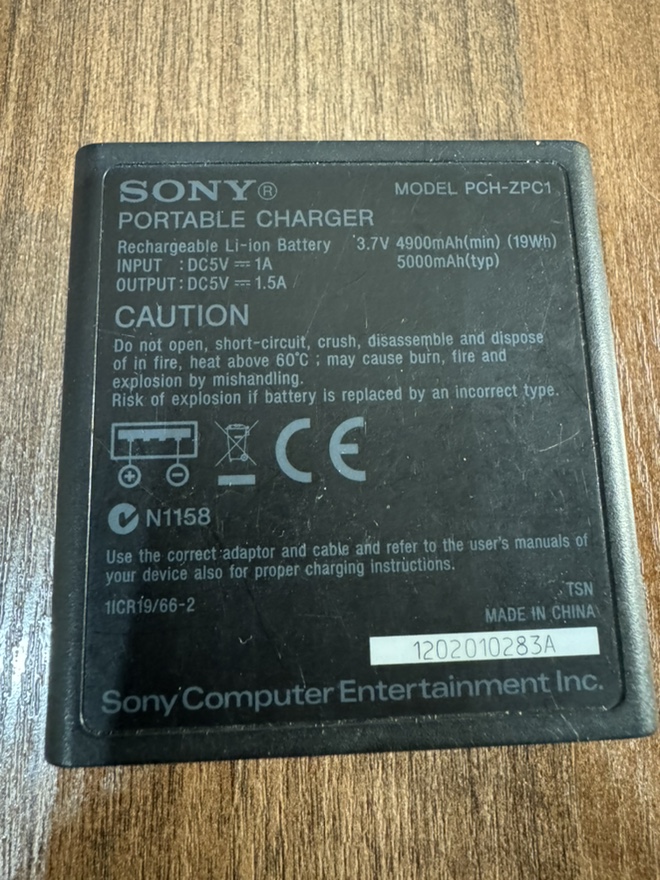 SONY®
MODEL PCH-ZPC1
PORTABLE CHARGER
Rechargeable Li-ion Battery 3.7V 4900mAh(min) (19Wh)
INPUT : DC5V ⎓ 1A 5000mAh(typ)
OUTPUT : DC5V ⎓ 1.5A
CAUTION
Do not open, short-circuit, crush, disassemble and dispose
of in fire, heat above 60°C ; may cause burn, fire and
explosion by mishandling.
Risk of explosion if battery is replaced by an incorrect type.
+ −
CE
N1158
Use the correct adaptor and cable and refer to the user's manuals of
your device also for proper charging instructions.
TSN
1ICR19/66-2
MADE IN CHINA
1202010283A
Sony Computer Entertainment Inc.